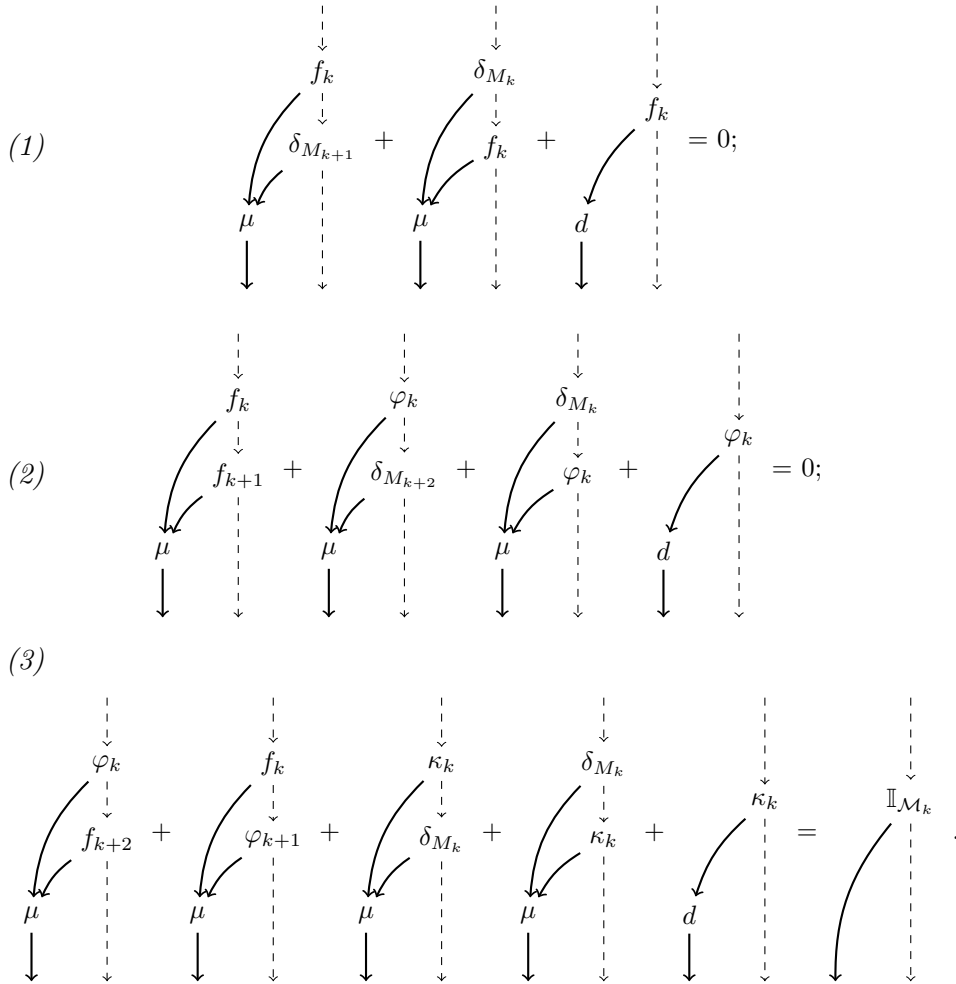 f_k δ_{M_k} f_k
(1) δ_{M_{k+1}} + f_k + = 0;
μ μ d
f_k φ_k δ_{M_k} φ_k
(2) f_{k+1} + δ_{M_{k+2}} + φ_k + = 0;
μ μ μ d
(3)
φ_k f_k κ_k δ_{M_k} κ_k 𝕀_{ℳ_k}
f_{k+2} + φ_{k+1} + δ_{M_k} + κ_k + = .
μ μ μ μ d